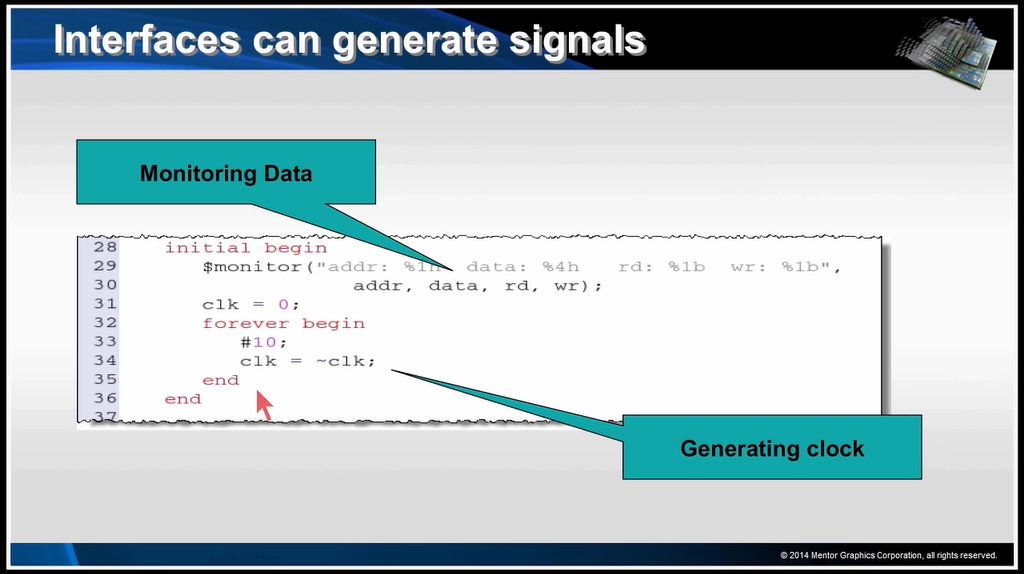 Interfaces can generate signals
Monitoring Data
28 initial begin
29 $monitor("addr: %1h data: %4h rd: %1b wr: %1b",
30 addr, data, rd, wr);
31 clk = 0;
32 forever begin
33 #10;
34 clk = ~clk;
35 end
36 end
37
Generating clock
© 2014 Mentor Graphics Corporation, all rights reserved.